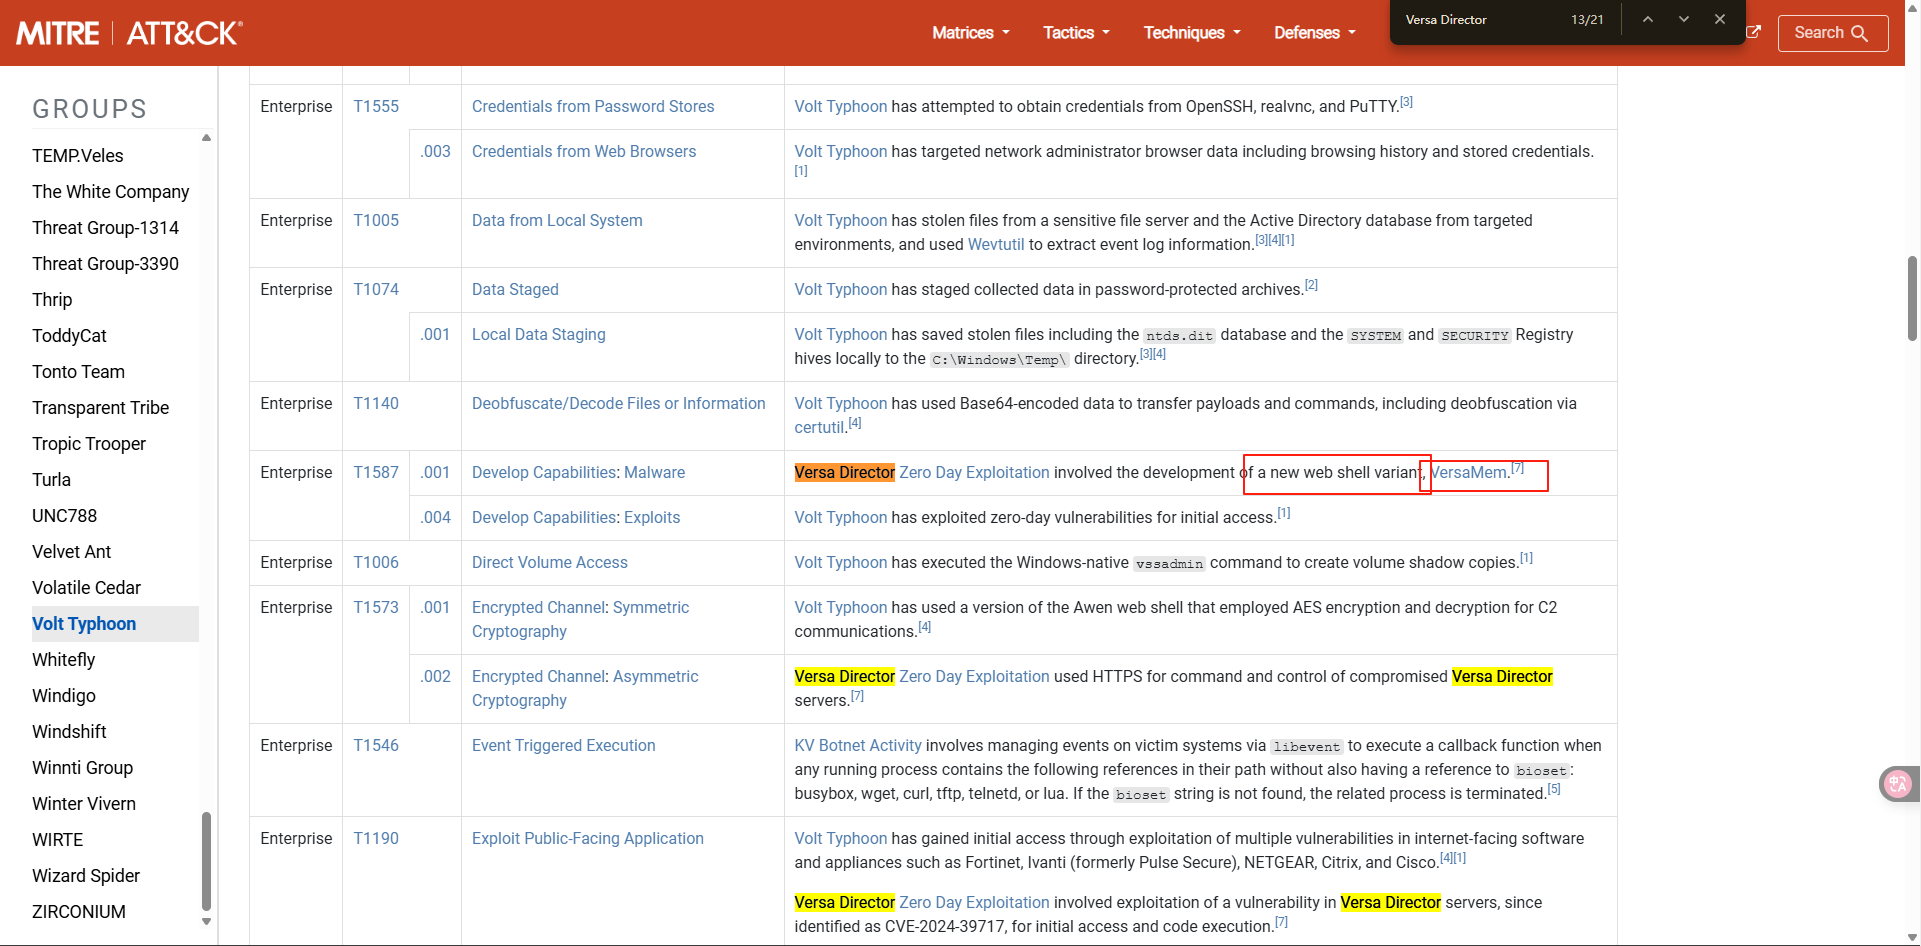 MITRE | ATT&CK®
Matrices
Tactics
Techniques
Defenses
Versa Director
13/21
Search
GROUPS
TEMP.Veles
The White Company
Threat Group-1314
Threat Group-3390
Thrip
ToddyCat
Tonto Team
Transparent Tribe
Tropic Trooper
Turla
UNC788
Velvet Ant
Volatile Cedar
Volt Typhoon
Whitefly
Windigo
Windshift
Winnti Group
Winter Vivern
WIRTE
Wizard Spider
ZIRCONIUM
Enterprise T1555 Credentials from Password Stores Volt Typhoon has attempted to obtain credentials from OpenSSH, realvnc, and PuTTY.[3]
.003 Credentials from Web Browsers Volt Typhoon has targeted network administrator browser data including browsing history and stored credentials.
[1]
Enterprise T1005 Data from Local System Volt Typhoon has stolen files from a sensitive file server and the Active Directory database from targeted
environments, and used Wevtutil to extract event log information.[3][4][1]
Enterprise T1074 Data Staged Volt Typhoon has staged collected data in password-protected archives.[2]
.001 Local Data Staging Volt Typhoon has saved stolen files including the ntds.dit database and the SYSTEM and SECURITY Registry
hives locally to the C:\Windows\Temp\ directory.[3][4]
Enterprise T1140 Deobfuscate/Decode Files or Information Volt Typhoon has used Base64-encoded data to transfer payloads and commands, including deobfuscation via
certutil.[4]
Enterprise T1587 .001 Develop Capabilities: Malware Versa Director Zero Day Exploitation involved the development of a new web shell variant, VersaMem.[7]
.004 Develop Capabilities: Exploits Volt Typhoon has exploited zero-day vulnerabilities for initial access.[1]
Enterprise T1006 Direct Volume Access Volt Typhoon has executed the Windows-native vssadmin command to create volume shadow copies.[1]
Enterprise T1573 .001 Encrypted Channel: Symmetric Volt Typhoon has used a version of the Awen web shell that employed AES encryption and decryption for C2
Cryptography communications.[4]
.002 Encrypted Channel: Asymmetric Versa Director Zero Day Exploitation used HTTPS for command and control of compromised Versa Director
Cryptography servers.[7]
Enterprise T1546 Event Triggered Execution KV Botnet Activity involves managing events on victim systems via libevent to execute a callback function when
any running process contains the following references in their path without also having a reference to bioset:
busybox, wget, curl, tftp, telnetd, or lua. If the bioset string is not found, the related process is terminated.[5]
Enterprise T1190 Exploit Public-Facing Application Volt Typhoon has gained initial access through exploitation of multiple vulnerabilities in internet-facing software
and appliances such as Fortinet, Ivanti (formerly Pulse Secure), NETGEAR, Citrix, and Cisco.[4][1]
Versa Director Zero Day Exploitation involved exploitation of a vulnerability in Versa Director servers, since
identified as CVE-2024-39717, for initial access and code execution.[7]